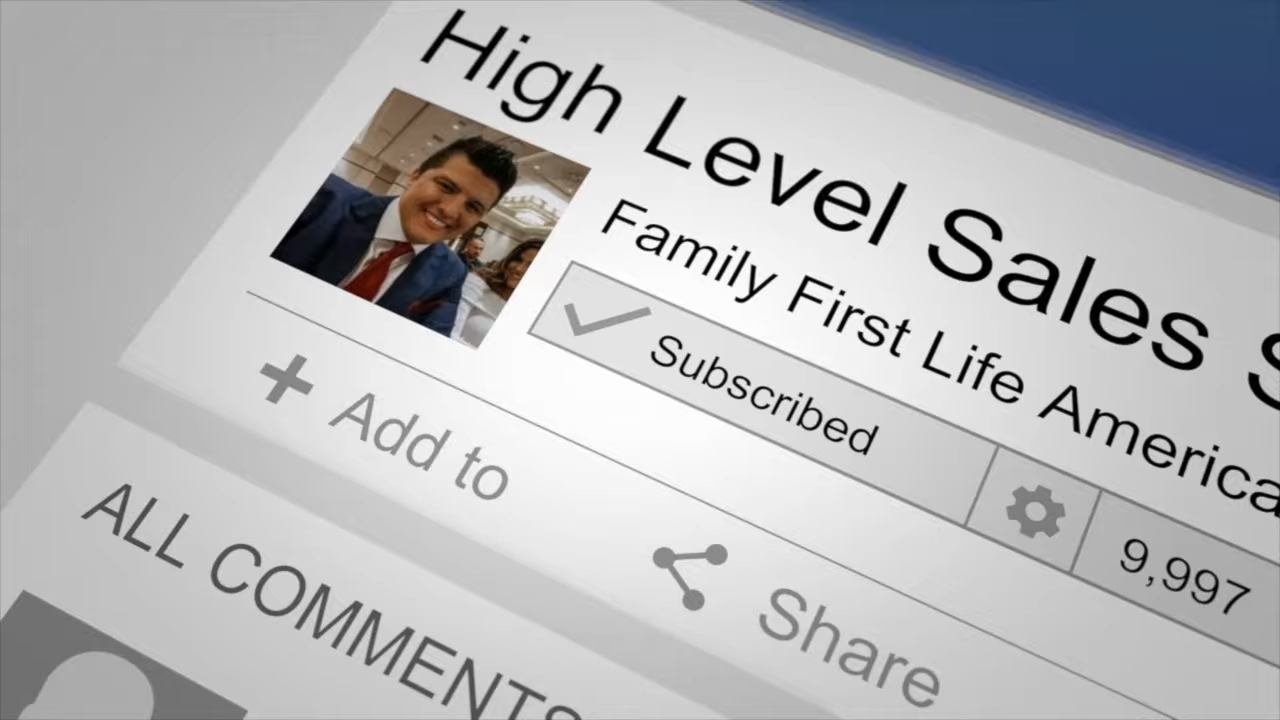 High Level Sales
Family First Life America
Subscribed
9,997
Add to
Share
ALL COMMENTS